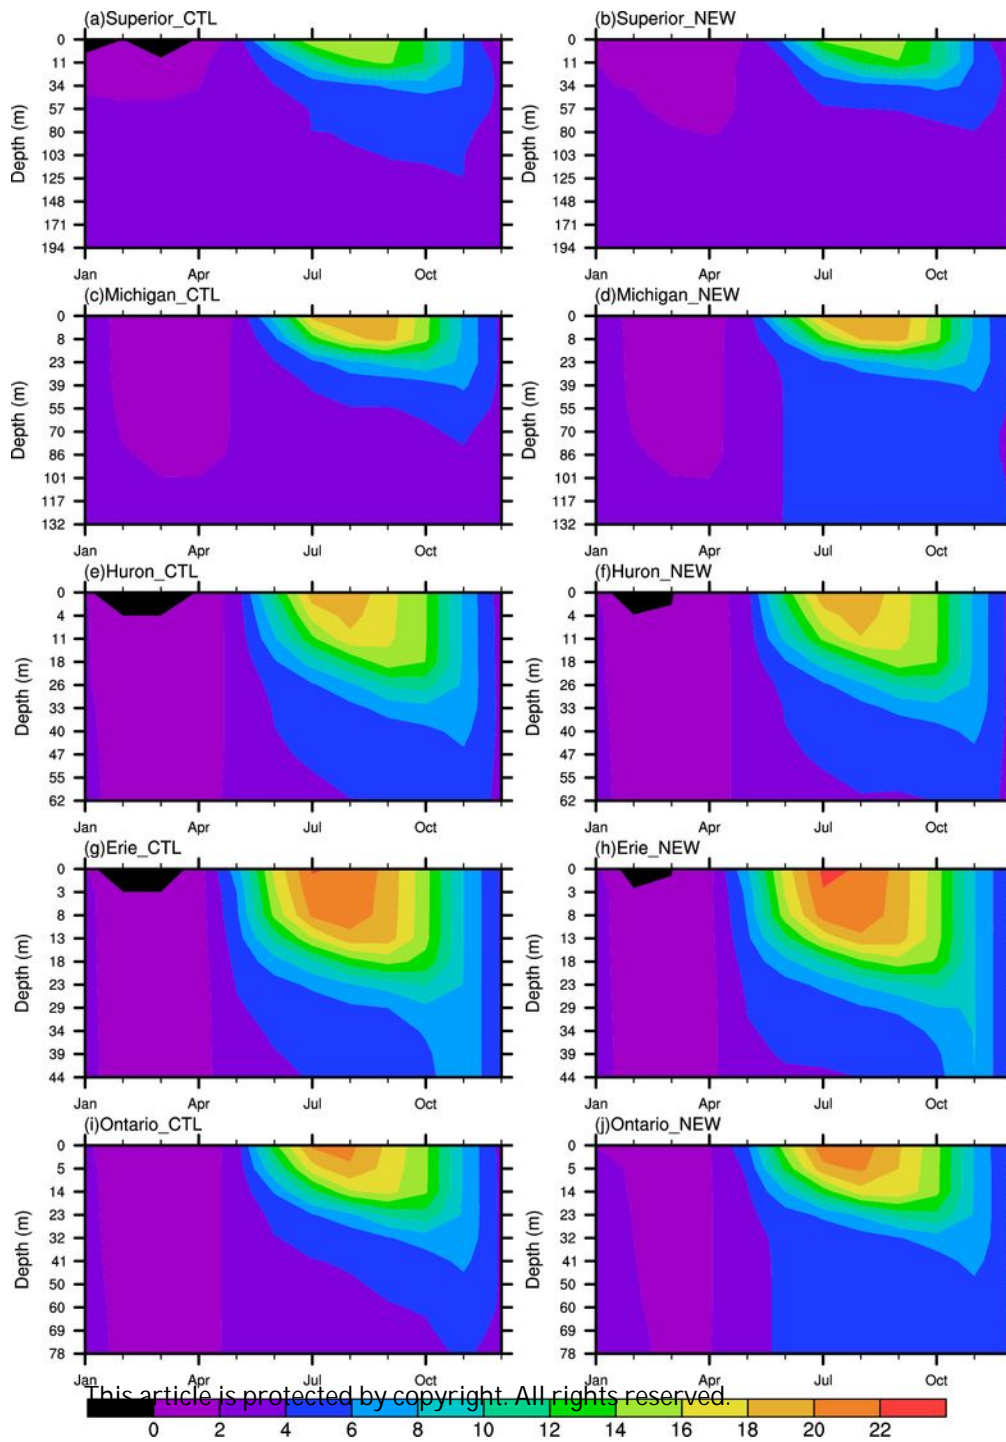 (a)Superior_CTL (b)Superior_NEW
Depth (m) 0 11 34 57 80 103 125 148 171 194
Jan Apr Jul Oct
Depth (m) 0 11 34 57 80 103 125 148 171 194
Jan Apr Jul Oct
(c)Michigan_CTL (d)Michigan_NEW
Depth (m) 0 8 23 39 55 70 86 101 117 132
Jan Apr Jul Oct
Depth (m) 0 8 23 39 55 70 86 101 117 132
Jan Apr Jul Oct
(e)Huron_CTL (f)Huron_NEW
Depth (m) 0 4 11 18 26 33 40 47 55 62
Jan Apr Jul Oct
Depth (m) 0 4 11 18 26 33 40 47 55 62
Jan Apr Jul Oct
(g)Erie_CTL (h)Erie_NEW
Depth (m) 0 3 8 13 18 23 29 34 39 44
Jan Apr Jul Oct
Depth (m) 0 3 8 13 18 23 29 34 39 44
Jan Apr Jul Oct
(i)Ontario_CTL (j)Ontario_NEW
Depth (m) 0 5 14 23 32 41 50 60 69 78
Jan Apr Jul Oct
Depth (m) 0 5 14 23 32 41 50 60 69 78
Jan Apr Jul Oct
This article is protected by copyright. All rights reserved.
0 2 4 6 8 10 12 14 16 18 20 22